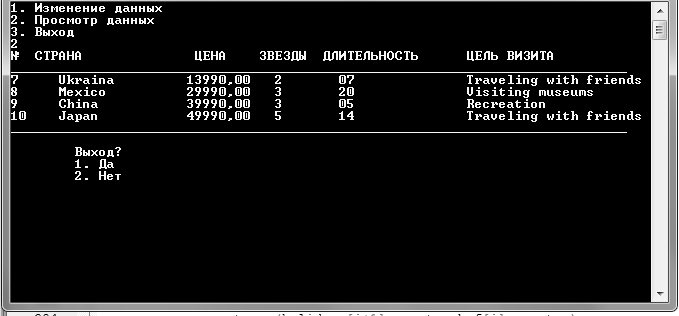 1. Изменение данных
2. Просмотр данных
3. Выход
2
№ СТРАНА ЦЕНА ЗВЕЗДЫ ДЛИТЕЛЬНОСТЬ ЦЕЛЬ ВИЗИТА
7 Ukraina 13990,00 2 07 Traveling with friends
8 Mexico 29990,00 3 20 Visiting museums
9 China 39990,00 3 05 Recreation
10 Japan 49990,00 5 14 Traveling with friends
Выход?
1. Да
2. Нет